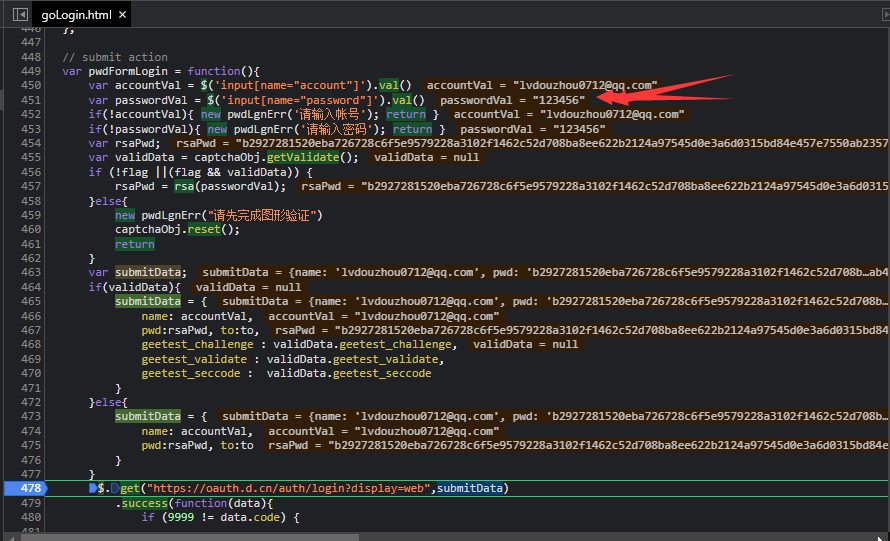 goLogin.html ×
446 };
447
448 // submit action
449 var pwdFormLogin = function(){
450 var accountVal = $('input[name="account"]').val() accountVal = "lvdouzhou0712@qq.com"
451 var passwordVal = $('input[name="password"]').val() passwordVal = "123456"
452 if(!accountVal){ new pwdLgnErr('请输入帐号'); return } accountVal = "lvdouzhou0712@qq.com"
453 if(!passwordVal){ new pwdLgnErr('请输入密码'); return } passwordVal = "123456"
454 var rsaPwd; rsaPwd = "b2927281520eba726728c6f5e9579228a3102f1462c52d708ba8ee622b2124a97545d0e3a6d0315bd84e457e7550ab2357
455 var validData = captchaObj.getValidate(); validData = null
456 if (!flag ||(flag && validData)) {
457 rsaPwd = rsa(passwordVal); rsaPwd = "b2927281520eba726728c6f5e9579228a3102f1462c52d708ba8ee622b2124a97545d0e3a6d0315
458 }else{
459 new pwdLgnErr("请先完成图形验证")
460 captchaObj.reset();
461 return
462 }
463 var submitData; submitData = {name: 'lvdouzhou0712@qq.com', pwd: 'b2927281520eba726728c6f5e9579228a3102f1462c52d708b…ab4
464 if(validData){ validData = null
465 submitData = { submitData = {name: 'lvdouzhou0712@qq.com', pwd: 'b2927281520eba726728c6f5e9579228a3102f1462c52d708b…
466 name: accountVal, accountVal = "lvdouzhou0712@qq.com"
467 pwd:rsaPwd, to:to, rsaPwd = "b2927281520eba726728c6f5e9579228a3102f1462c52d708ba8ee622b2124a97545d0e3a6d0315bd84
468 geetest_challenge : validData.geetest_challenge, validData = null
469 geetest_validate : validData.geetest_validate,
470 geetest_seccode : validData.geetest_seccode
471 }
472 }else{
473 submitData = { submitData = {name: 'lvdouzhou0712@qq.com', pwd: 'b2927281520eba726728c6f5e9579228a3102f1462c52d708b…
474 name: accountVal, accountVal = "lvdouzhou0712@qq.com"
475 pwd:rsaPwd, to:to rsaPwd = "b2927281520eba726728c6f5e9579228a3102f1462c52d708ba8ee622b2124a97545d0e3a6d0315bd84e
476 }
477 }
478 $.get("https://oauth.d.cn/auth/login?display=web",submitData)
479 .success(function(data){
480 if (9999 != data.code) {